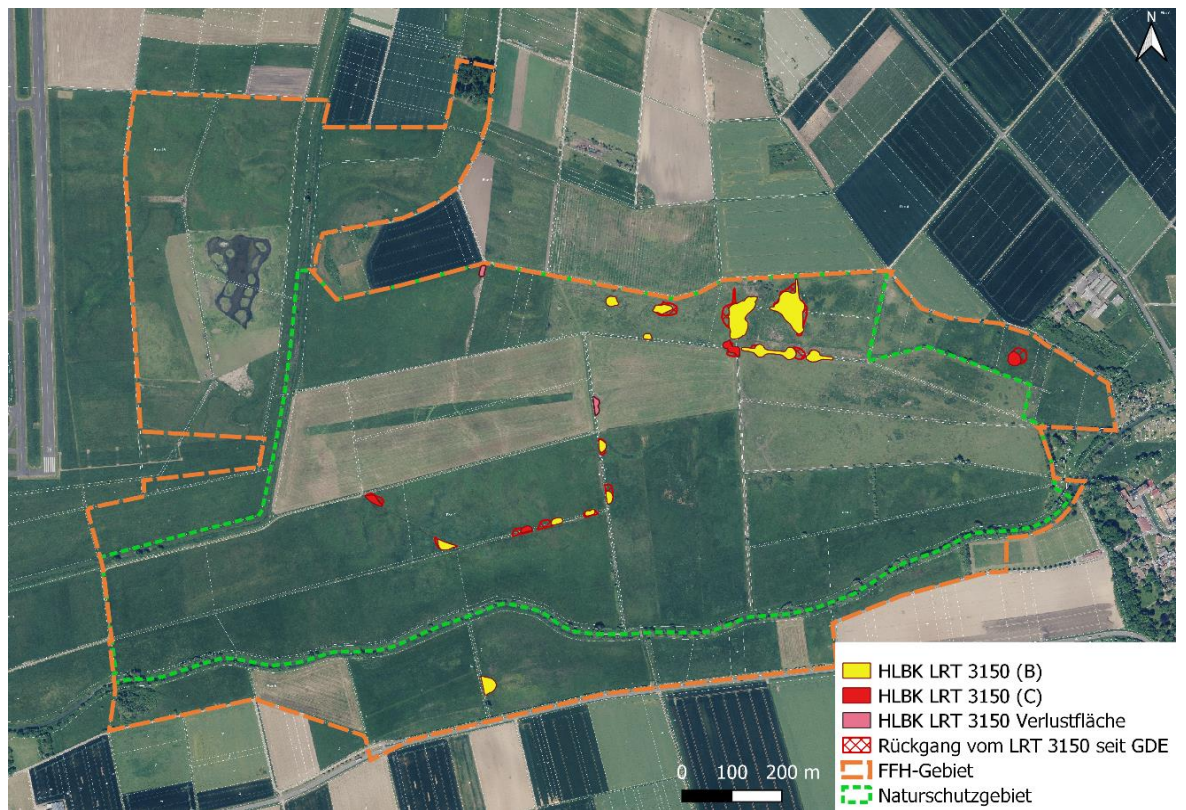 N
HLBK LRT 3150 (B)
HLBK LRT 3150 (C)
HLBK LRT 3150 Verlustfläche
Rückgang vom LRT 3150 seit GDE
FFH-Gebiet
Naturschutzgebiet
0 100 200 m